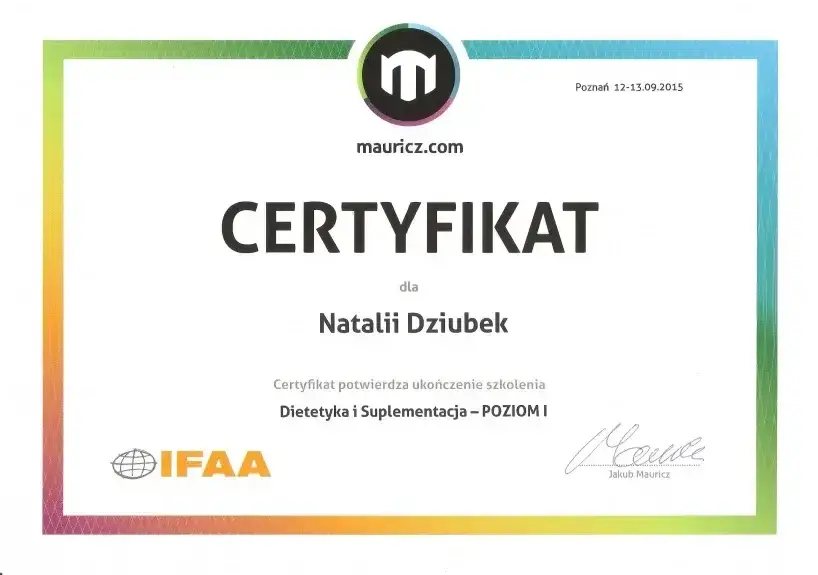 Poznań 12-13.09.2015
mauricz.com
CERTYFIKAT
dla
Natalii Dziubek
Certyfikat potwierdza ukończenie szkolenia
Dietetyka i Suplementacja – POZIOM I
IFAA
Jakub Mauricz